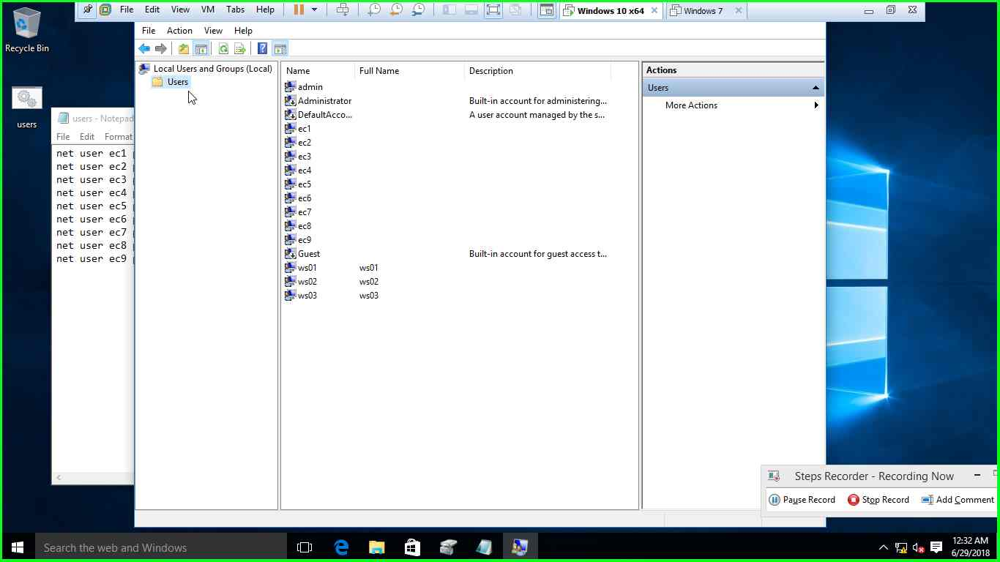 File Edit View VM Tabs Help Windows 10 x64 Windows 7
Recycle Bin
users
users - Notepad
File Edit Format
net user ec1
net user ec2
net user ec3
net user ec4
net user ec5
net user ec6
net user ec7
net user ec8
net user ec9
File Action View Help
Local Users and Groups (Local)
Users
Name Full Name Description
admin
Administrator Built-in account for administering...
DefaultAcco... A user account managed by the s...
ec1
ec2
ec3
ec4
ec5
ec6
ec7
ec8
ec9
Guest Built-in account for guest access t...
ws01 ws01
ws02 ws02
ws03 ws03
Actions
Users
More Actions
Steps Recorder - Recording Now
Pause Record Stop Record Add Comment
Search the web and Windows
12:32 AM
6/29/2018